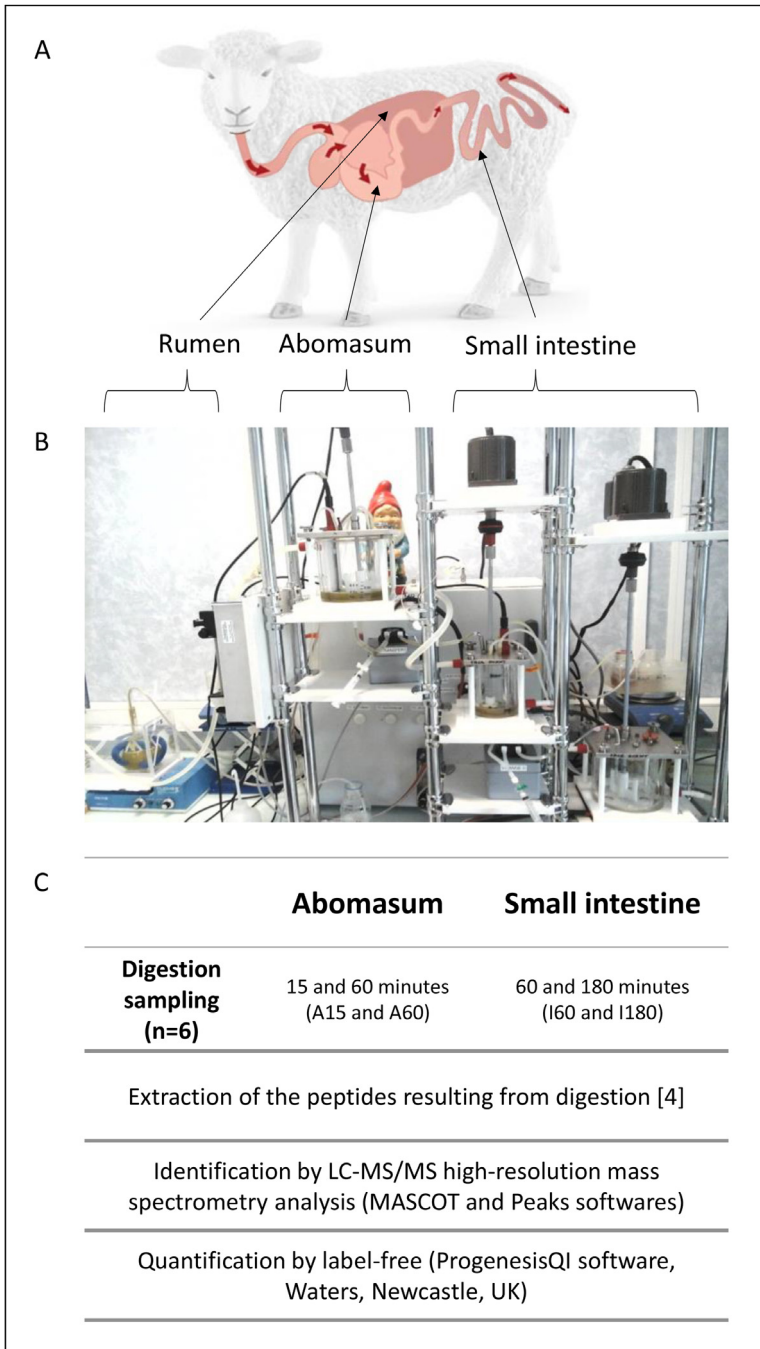 A
Rumen
Abomasum
Small intestine
B
C
Abomasum
Small intestine
Digestion
sampling
(n=6)
15 and 60 minutes
(A15 and A60)
60 and 180 minutes
(I60 and I180)
Extraction of the peptides resulting from digestion [4]
Identification by LC-MS/MS high-resolution mass
spectrometry analysis (MASCOT and Peaks softwares)
Quantification by label-free (ProgenesisQI software,
Waters, Newcastle, UK)